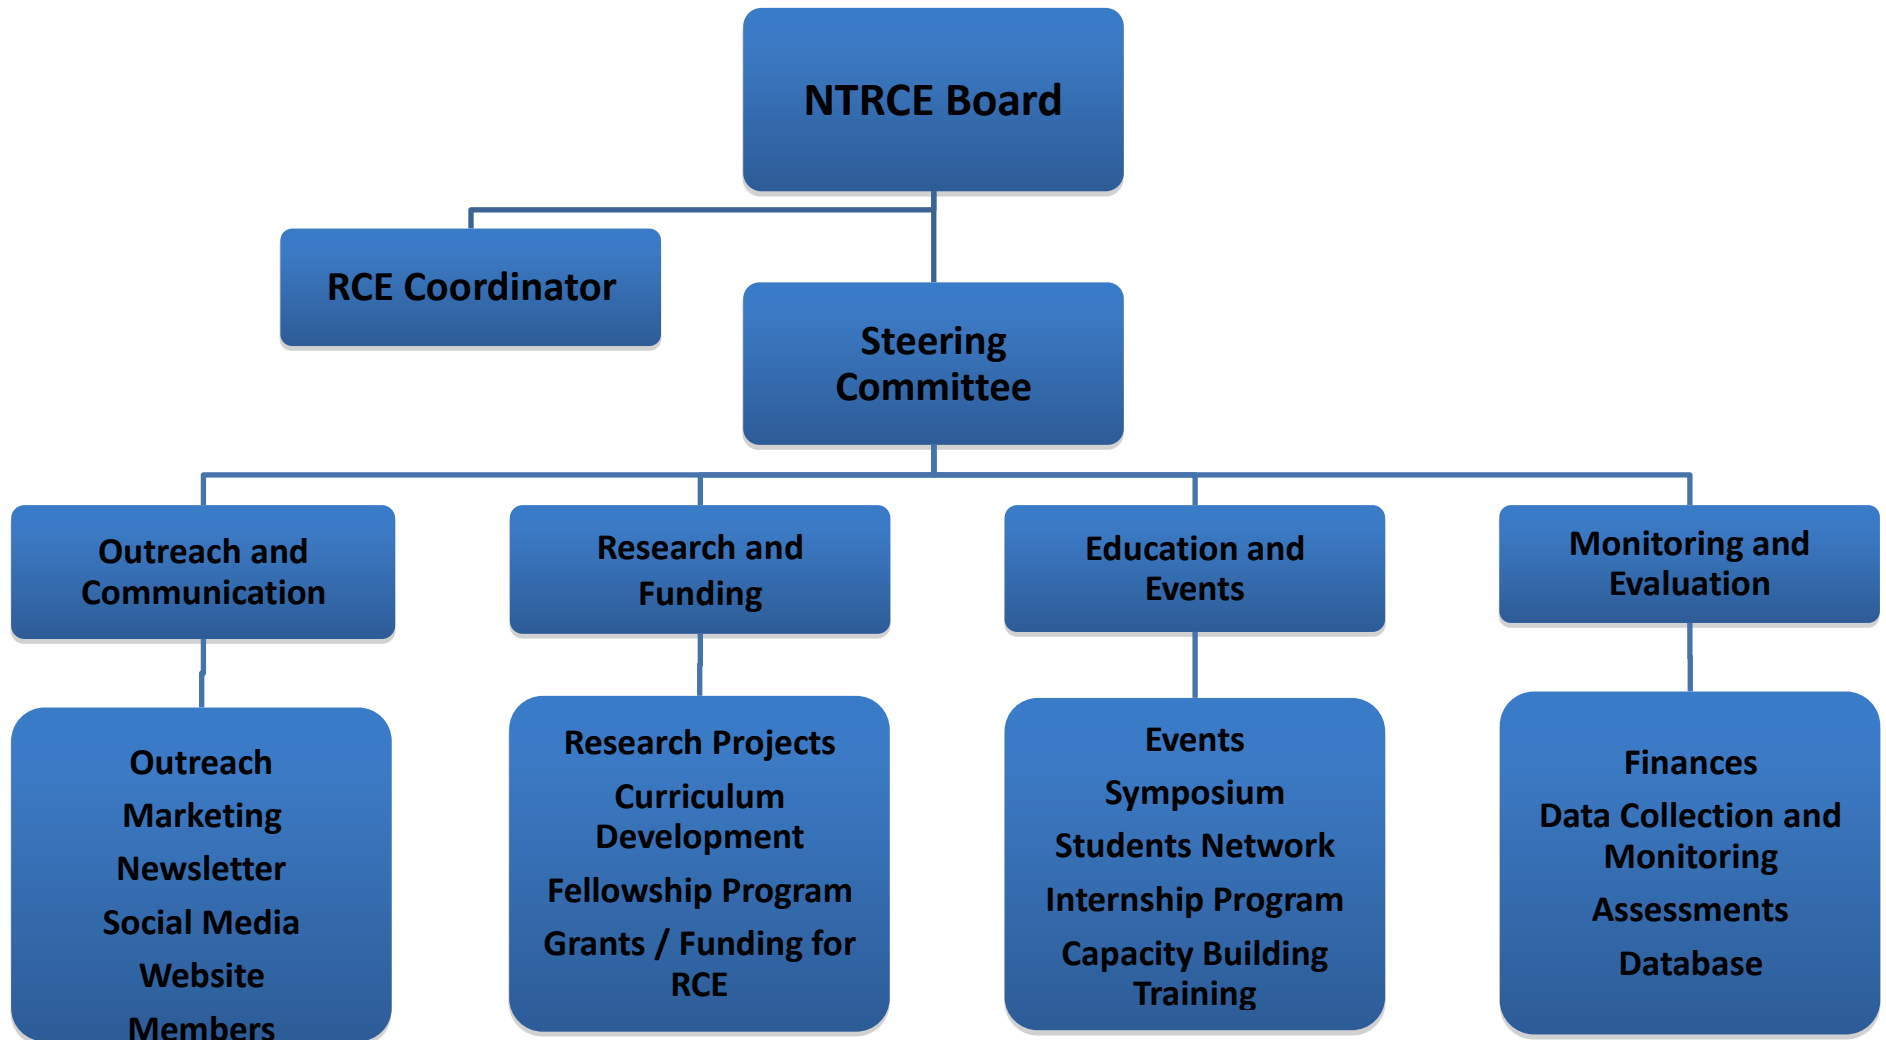 NTRCE Board
RCE Coordinator
Steering
Committee
Outreach and
Communication
Research and
Funding
Education and
Events
Monitoring and
Evaluation
Outreach
Marketing
Newsletter
Social Media
Website
Members
Research Projects
Curriculum
Development
Fellowship Program
Grants / Funding for
RCE
Events
Symposium
Students Network
Internship Program
Capacity Building
Training
Finances
Data Collection and
Monitoring
Assessments
Database